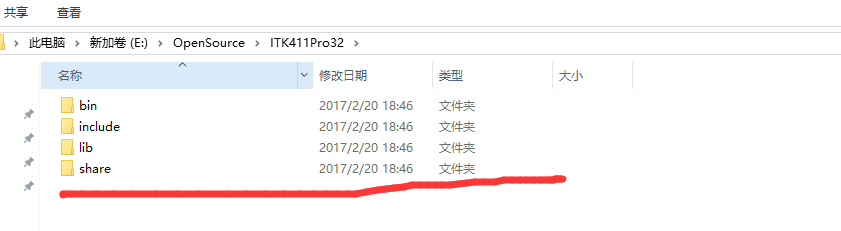 共享 查看
此电脑 新加卷 (E:) OpenSource ITK411Pro32
名称 修改日期 类型 大小
bin 2017/2/20 18:46 文件夹
include 2017/2/20 18:46 文件夹
lib 2017/2/20 18:46 文件夹
share 2017/2/20 18:46 文件夹